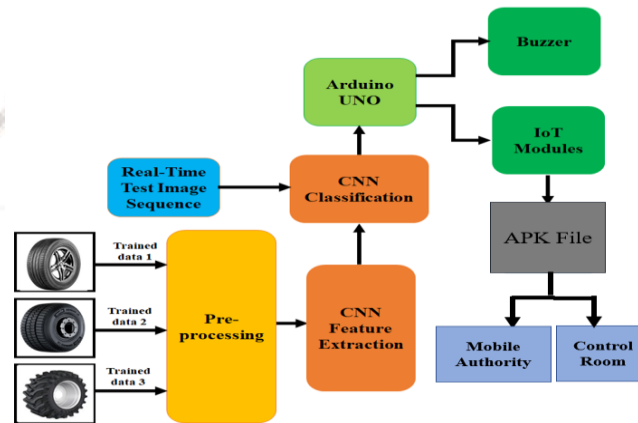 Buzzer
Arduino
UNO
IoT
Modules
Real-Time
Test Image
Sequence
CNN
Classification
APK File
Trained
data 1
Trained
data 2
Trained
data 3
Pre-
processing
CNN
Feature
Extraction
Mobile
Authority
Control
Room